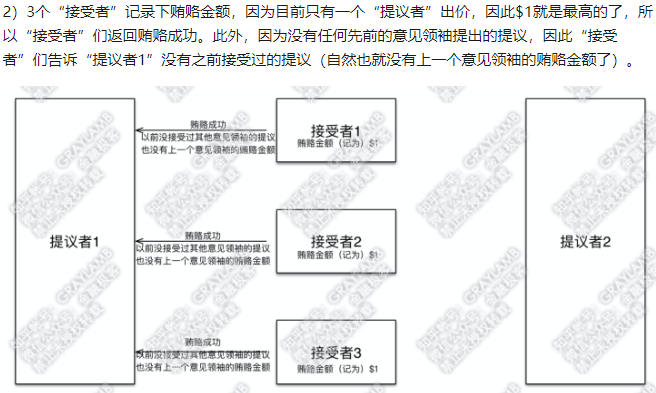 2）3个“接受者”记录下贿赂金额，因为目前只有一个“提议者”出价，因此$1就是最高的了，所
以“接受者”们返回贿赂成功。此外，因为没有任何先前的意见领袖提出的提议，因此“接受
者”们告诉“提议者1”没有之前接受过的提议（自然也就没有上一个意见领袖的贿赂金额了）。
贿赂成功
以前没接受过其他意见领袖的提议
也没有上一个意见领袖的贿赂金额
接受者1
贿赂金额（记为）$1
提议者1
贿赂成功
以前没接受过其他意见领袖的提议
也没有上一个意见领袖的贿赂金额
接受者2
贿赂金额（记为）$1
提议者2
贿赂成功
以前没接受过其他意见领袖的提议
也没有上一个意见领袖的贿赂金额
接受者3
贿赂金额（记为）$1